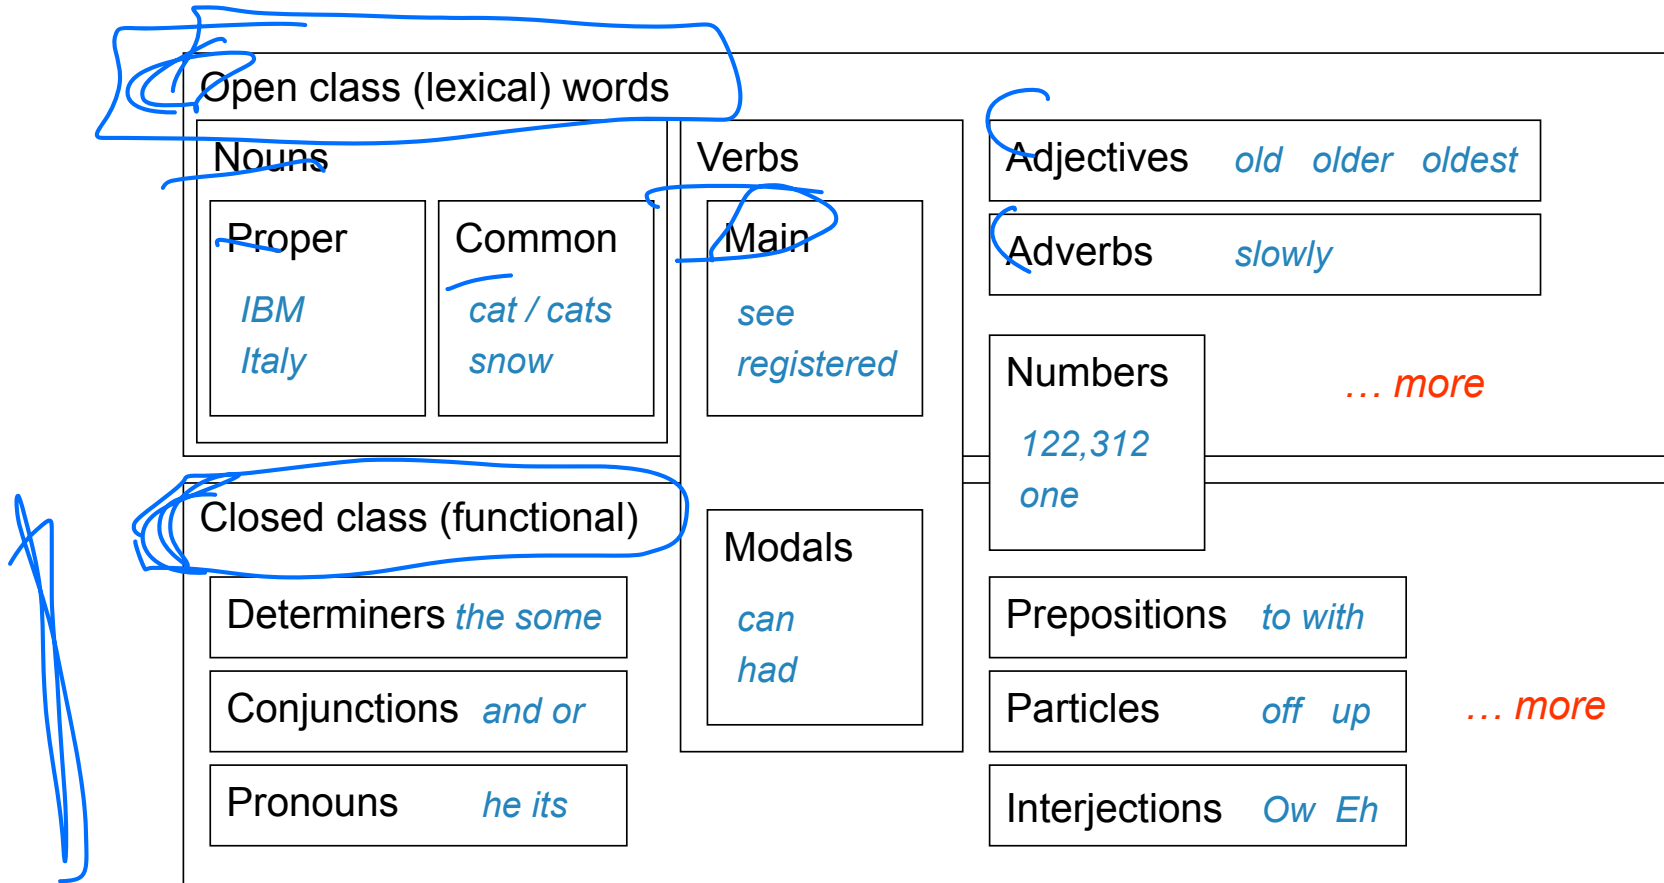 Open class (lexical) words
Nouns
Proper
IBM
Italy
Common
cat / cats
snow
Verbs
Main
see
registered
Adjectives old older oldest
Adverbs slowly
Numbers
122,312
one
… more
Closed class (functional)
Determiners the some
Conjunctions and or
Pronouns he its
Modals
can
had
Prepositions to with
Particles off up
Interjections Ow Eh
… more